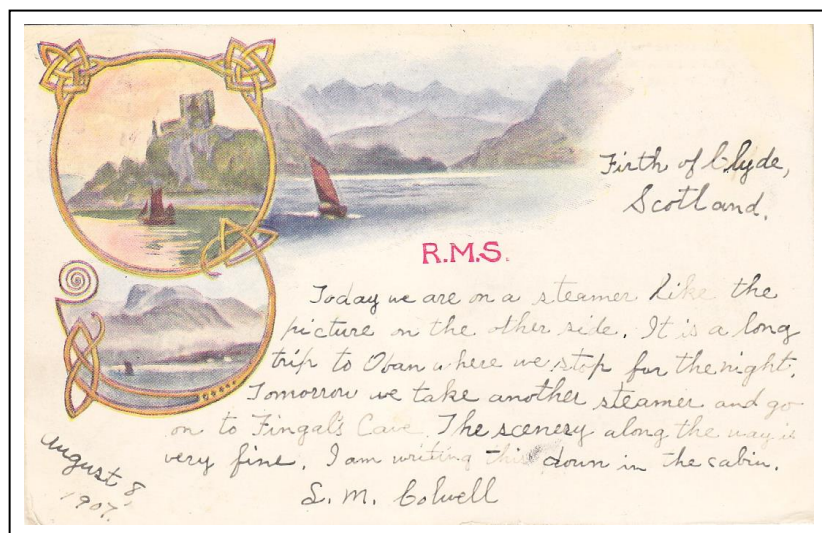 Firth of Clyde,
Scotland.
R.M.S.
Today we are on a steamer like the
picture on the other side. It is a long
trip to Oban where we stop for the night.
Tomorrow we take another steamer and go
on to Fingal's Cave. The scenery along the way is
very fine. I am writing this down in the cabin.
S. M. Colwell
August 8,
1907.